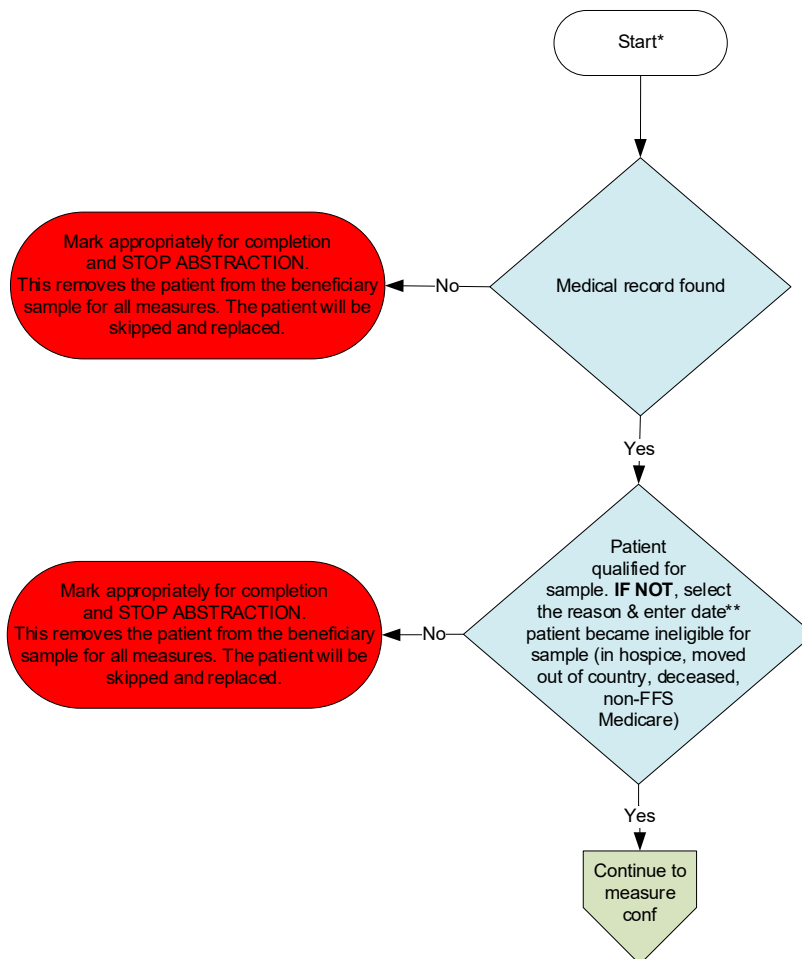 Start*
Medical record found
No
Mark appropriately for completion
and STOP ABSTRACTION.
This removes the patient from the beneficiary
sample for all measures. The patient will be
skipped and replaced.
Yes
Patient
qualified for
sample. IF NOT, select
the reason & enter date**
patient became ineligible for
sample (in hospice, moved
out of country, deceased,
non-FFS
Medicare)
No
Mark appropriately for completion
and STOP ABSTRACTION.
This removes the patient from the beneficiary
sample for all measures. The patient will be
skipped and replaced.
Yes
Continue to
measure
conf